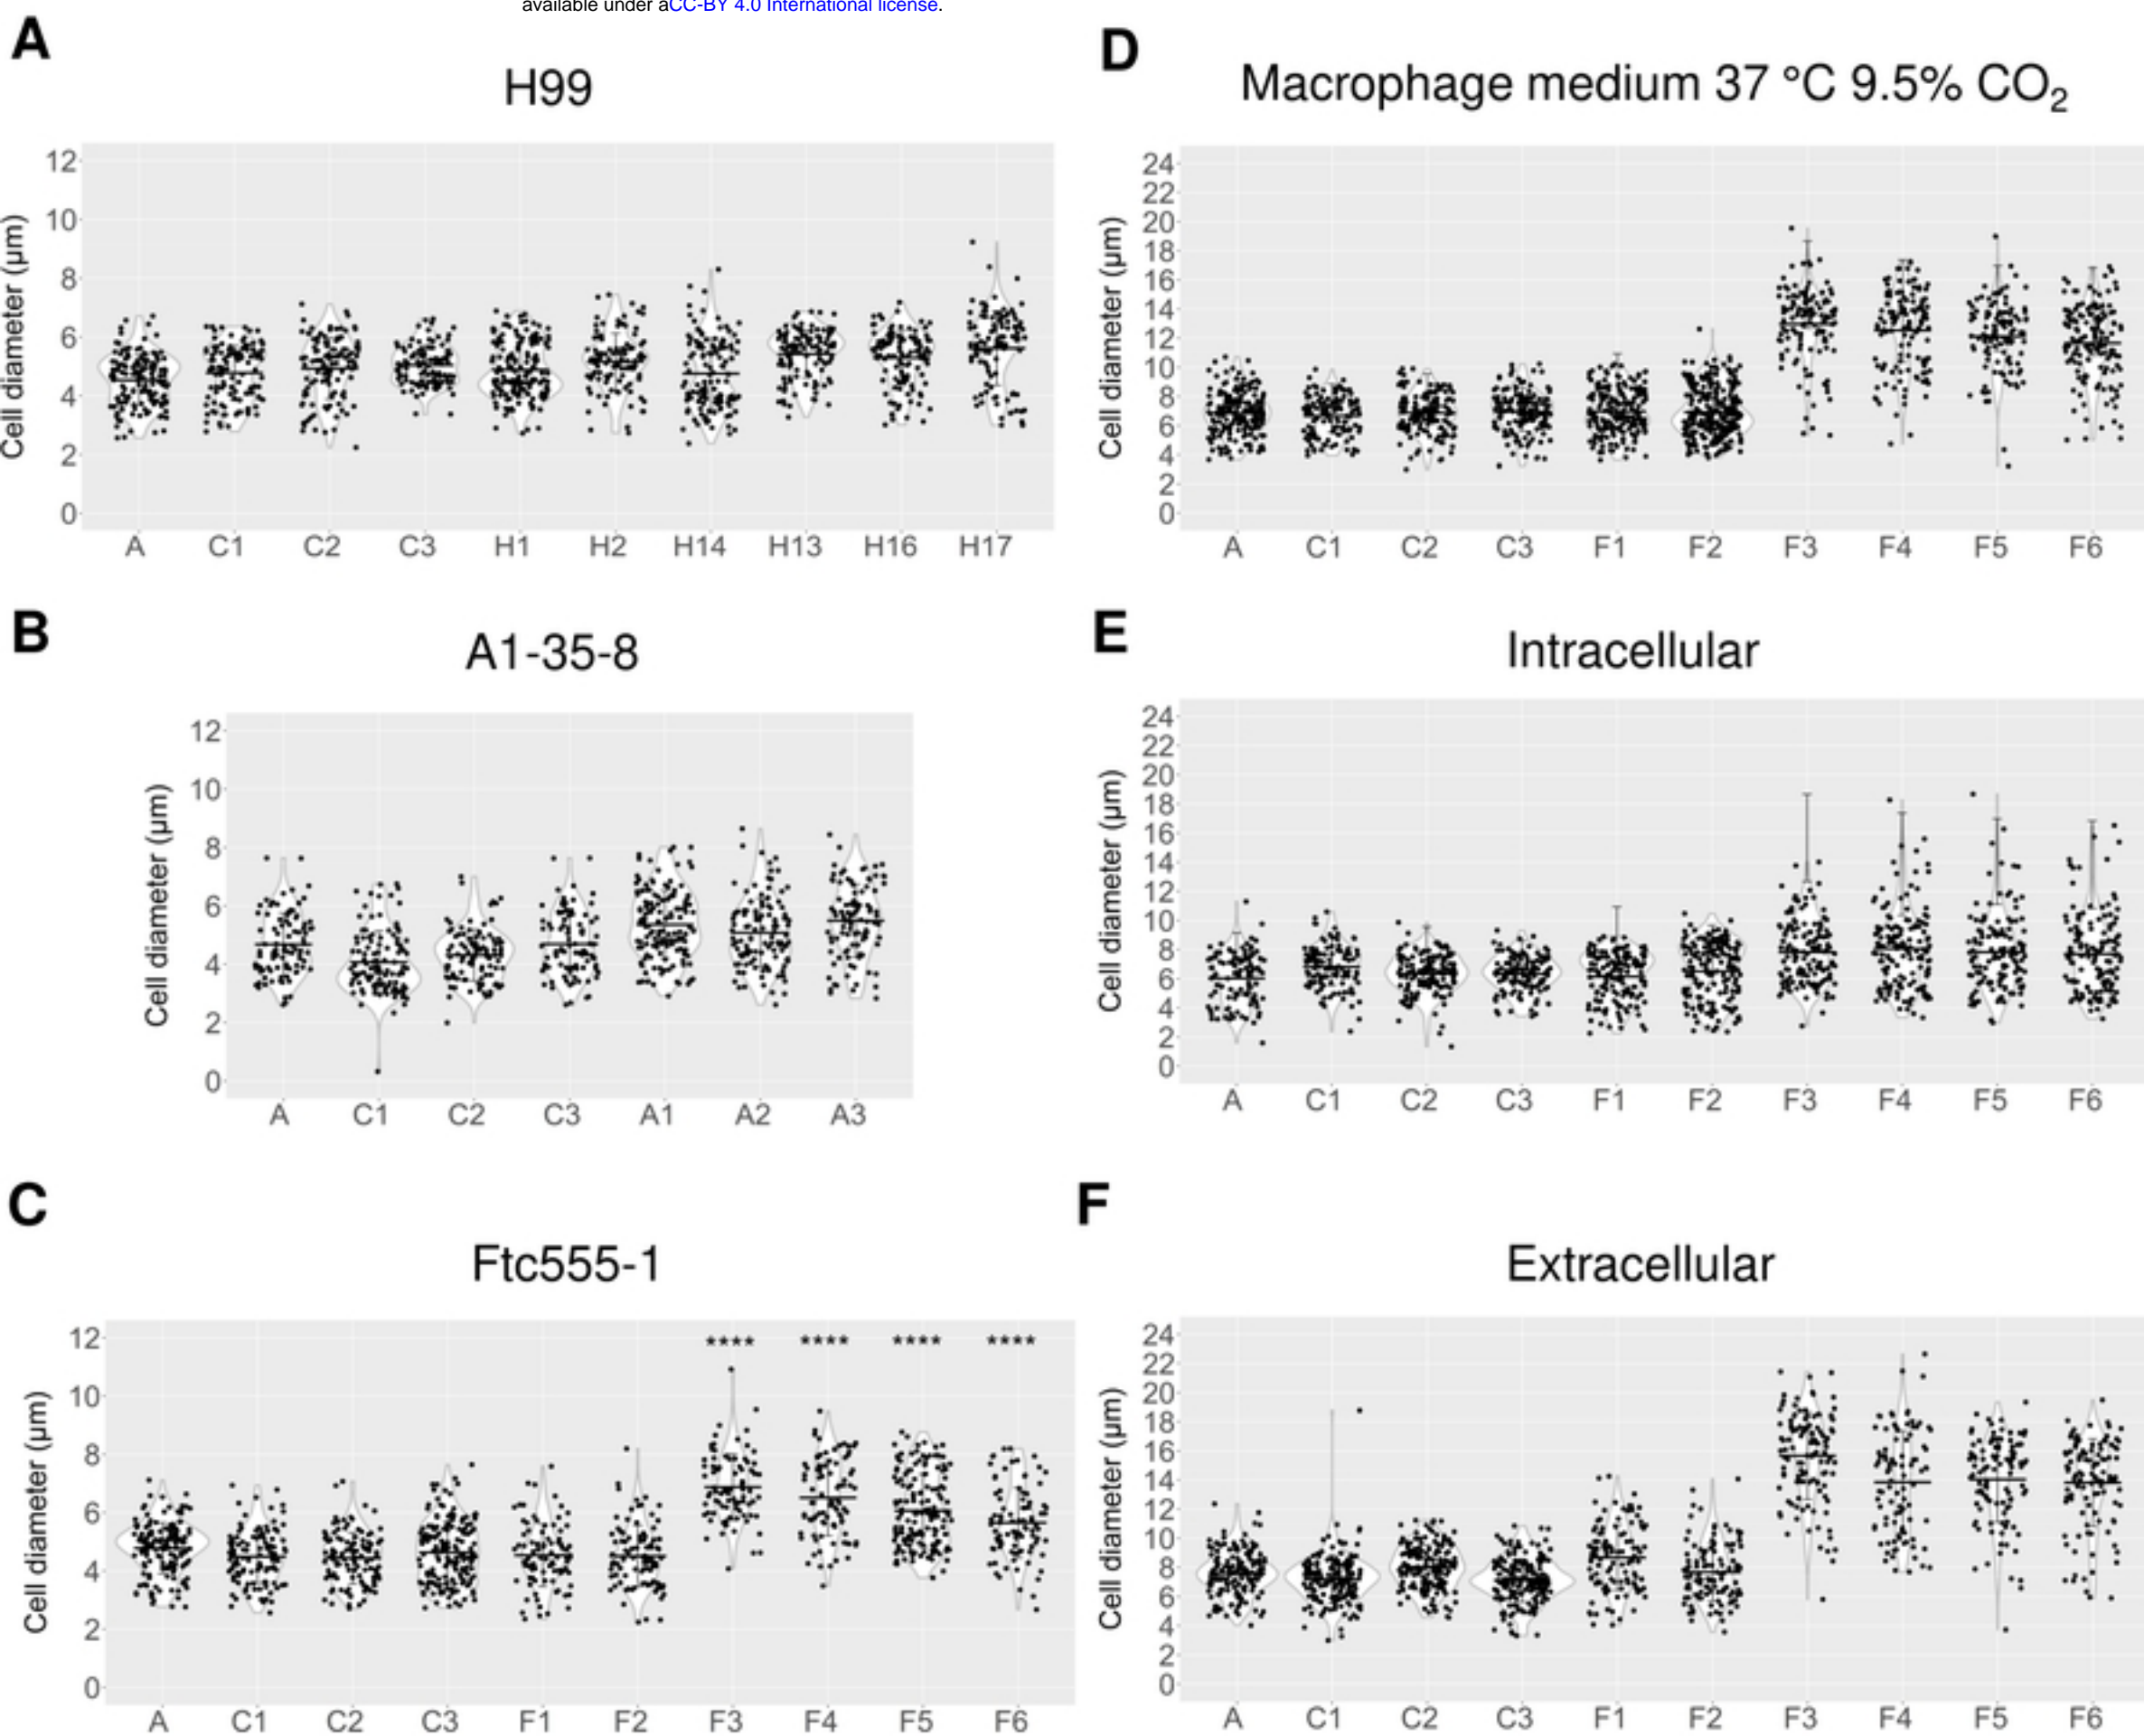 available under aCC-BY 4.0 International license.
A
H99
Cell diameter (µm)
12
10
8
6
4
2
0
A C1 C2 C3 H1 H2 H14 H13 H16 H17
B
A1-35-8
Cell diameter (µm)
12
10
8
6
4
2
0
A C1 C2 C3 A1 A2 A3
C
Ftc555-1
Cell diameter (µm)
12
10
8
6
4
2
0
**** **** **** ****
A C1 C2 C3 F1 F2 F3 F4 F5 F6
D
Macrophage medium 37 °C 9.5% CO₂
Cell diameter (µm)
24
22
20
18
16
14
12
10
8
6
4
2
0
A C1 C2 C3 F1 F2 F3 F4 F5 F6
E
Intracellular
Cell diameter (µm)
24
22
20
18
16
14
12
10
8
6
4
2
0
A C1 C2 C3 F1 F2 F3 F4 F5 F6
F
Extracellular
Cell diameter (µm)
24
22
20
18
16
14
12
10
8
6
4
2
0
A C1 C2 C3 F1 F2 F3 F4 F5 F6